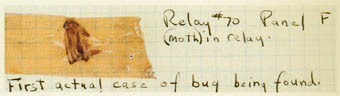 Relay #70 Panel F
(moth) in relay.
First actual case of bug being found.